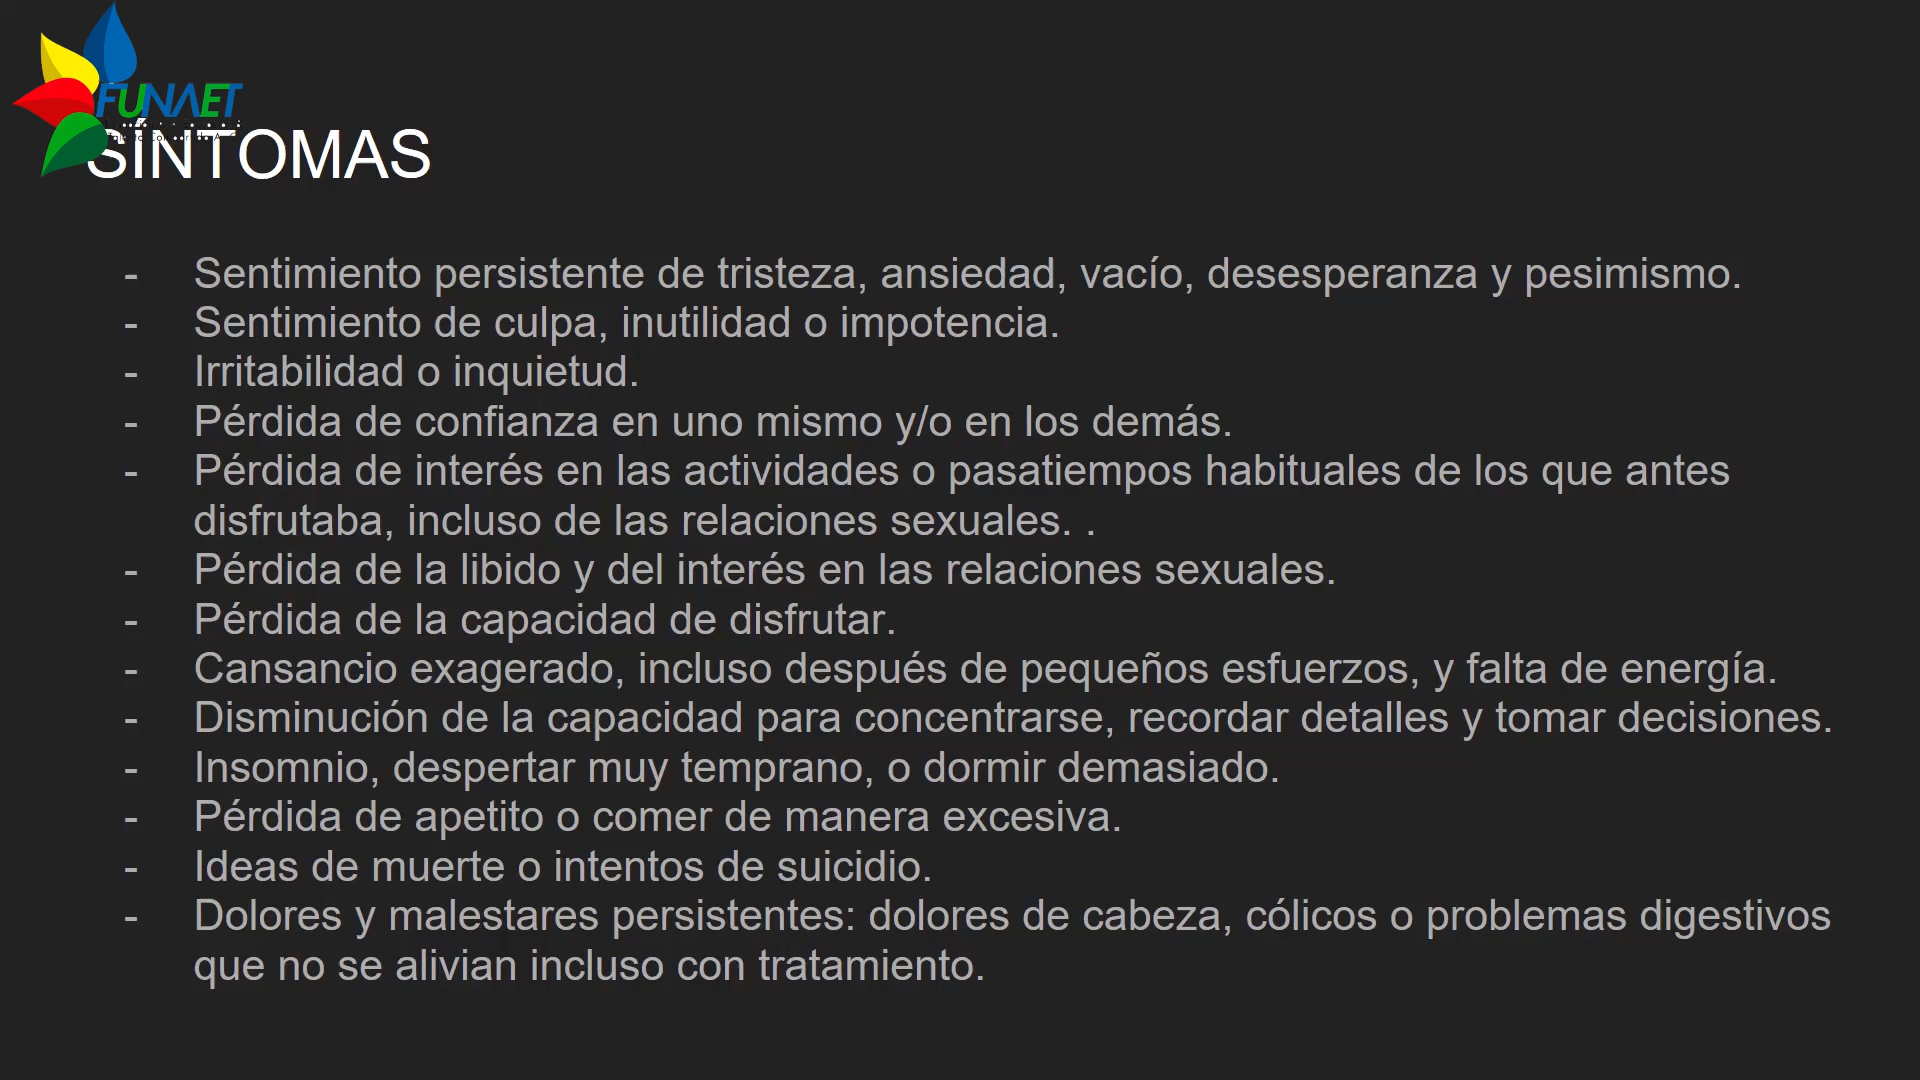 FUNAET
SÍNTOMAS
- Sentimiento persistente de tristeza, ansiedad, vacío, desesperanza y pesimismo.
- Sentimiento de culpa, inutilidad o impotencia.
- Irritabilidad o inquietud.
- Pérdida de confianza en uno mismo y/o en los demás.
- Pérdida de interés en las actividades o pasatiempos habituales de los que antes
disfrutaba, incluso de las relaciones sexuales. .
- Pérdida de la libido y del interés en las relaciones sexuales.
- Pérdida de la capacidad de disfrutar.
- Cansancio exagerado, incluso después de pequeños esfuerzos, y falta de energía.
- Disminución de la capacidad para concentrarse, recordar detalles y tomar decisiones.
- Insomnio, despertar muy temprano, o dormir demasiado.
- Pérdida de apetito o comer de manera excesiva.
- Ideas de muerte o intentos de suicidio.
- Dolores y malestares persistentes: dolores de cabeza, cólicos o problemas digestivos
que no se alivian incluso con tratamiento.